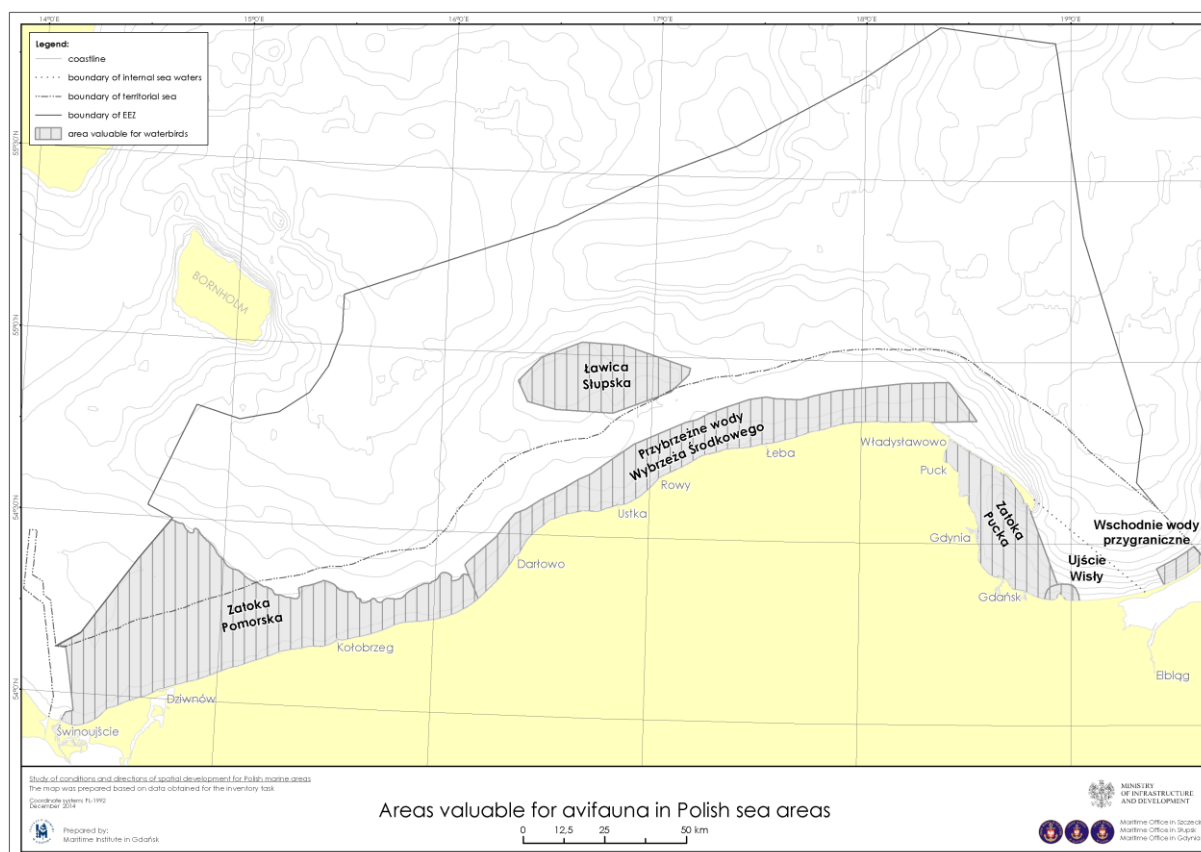 14°0'E 15°0'E 16°0'E 17°0'E 18°0'E 19°0'E
Legend:
coastline
boundary of internal sea waters
boundary of territorial sea
boundary of EEZ
area valuable for waterbirds
BORNHOLM
Ławica
Słupska
Przybrzeżne wody
Wybrzeża Środkowego
Władysławowo
Łeba
Puck
Rowy
Ustka
Zatoka
Pucka
Wschodnie wody
przygraniczne
Gdynia
Darłowo
Ujście
Wisły
Gdańsk
Zatoka
Pomorska
Kołobrzeg
Elbląg
Dziwnów
Świnoujście
Study of conditions and directions of spatial development for Polish marine areas
The map was prepared based on data obtained for the inventory task
Coordinate system: PL-1992
December 2014
Prepared by:
Maritime Institute in Gdańsk
Areas valuable for avifauna in Polish sea areas
0 12,5 25 50 km
MINISTRY
OF INFRASTRUCTURE
AND DEVELOPMENT
Maritime Office in Szczecin
Maritime Office in Słupsk
Maritime Office in Gdynia